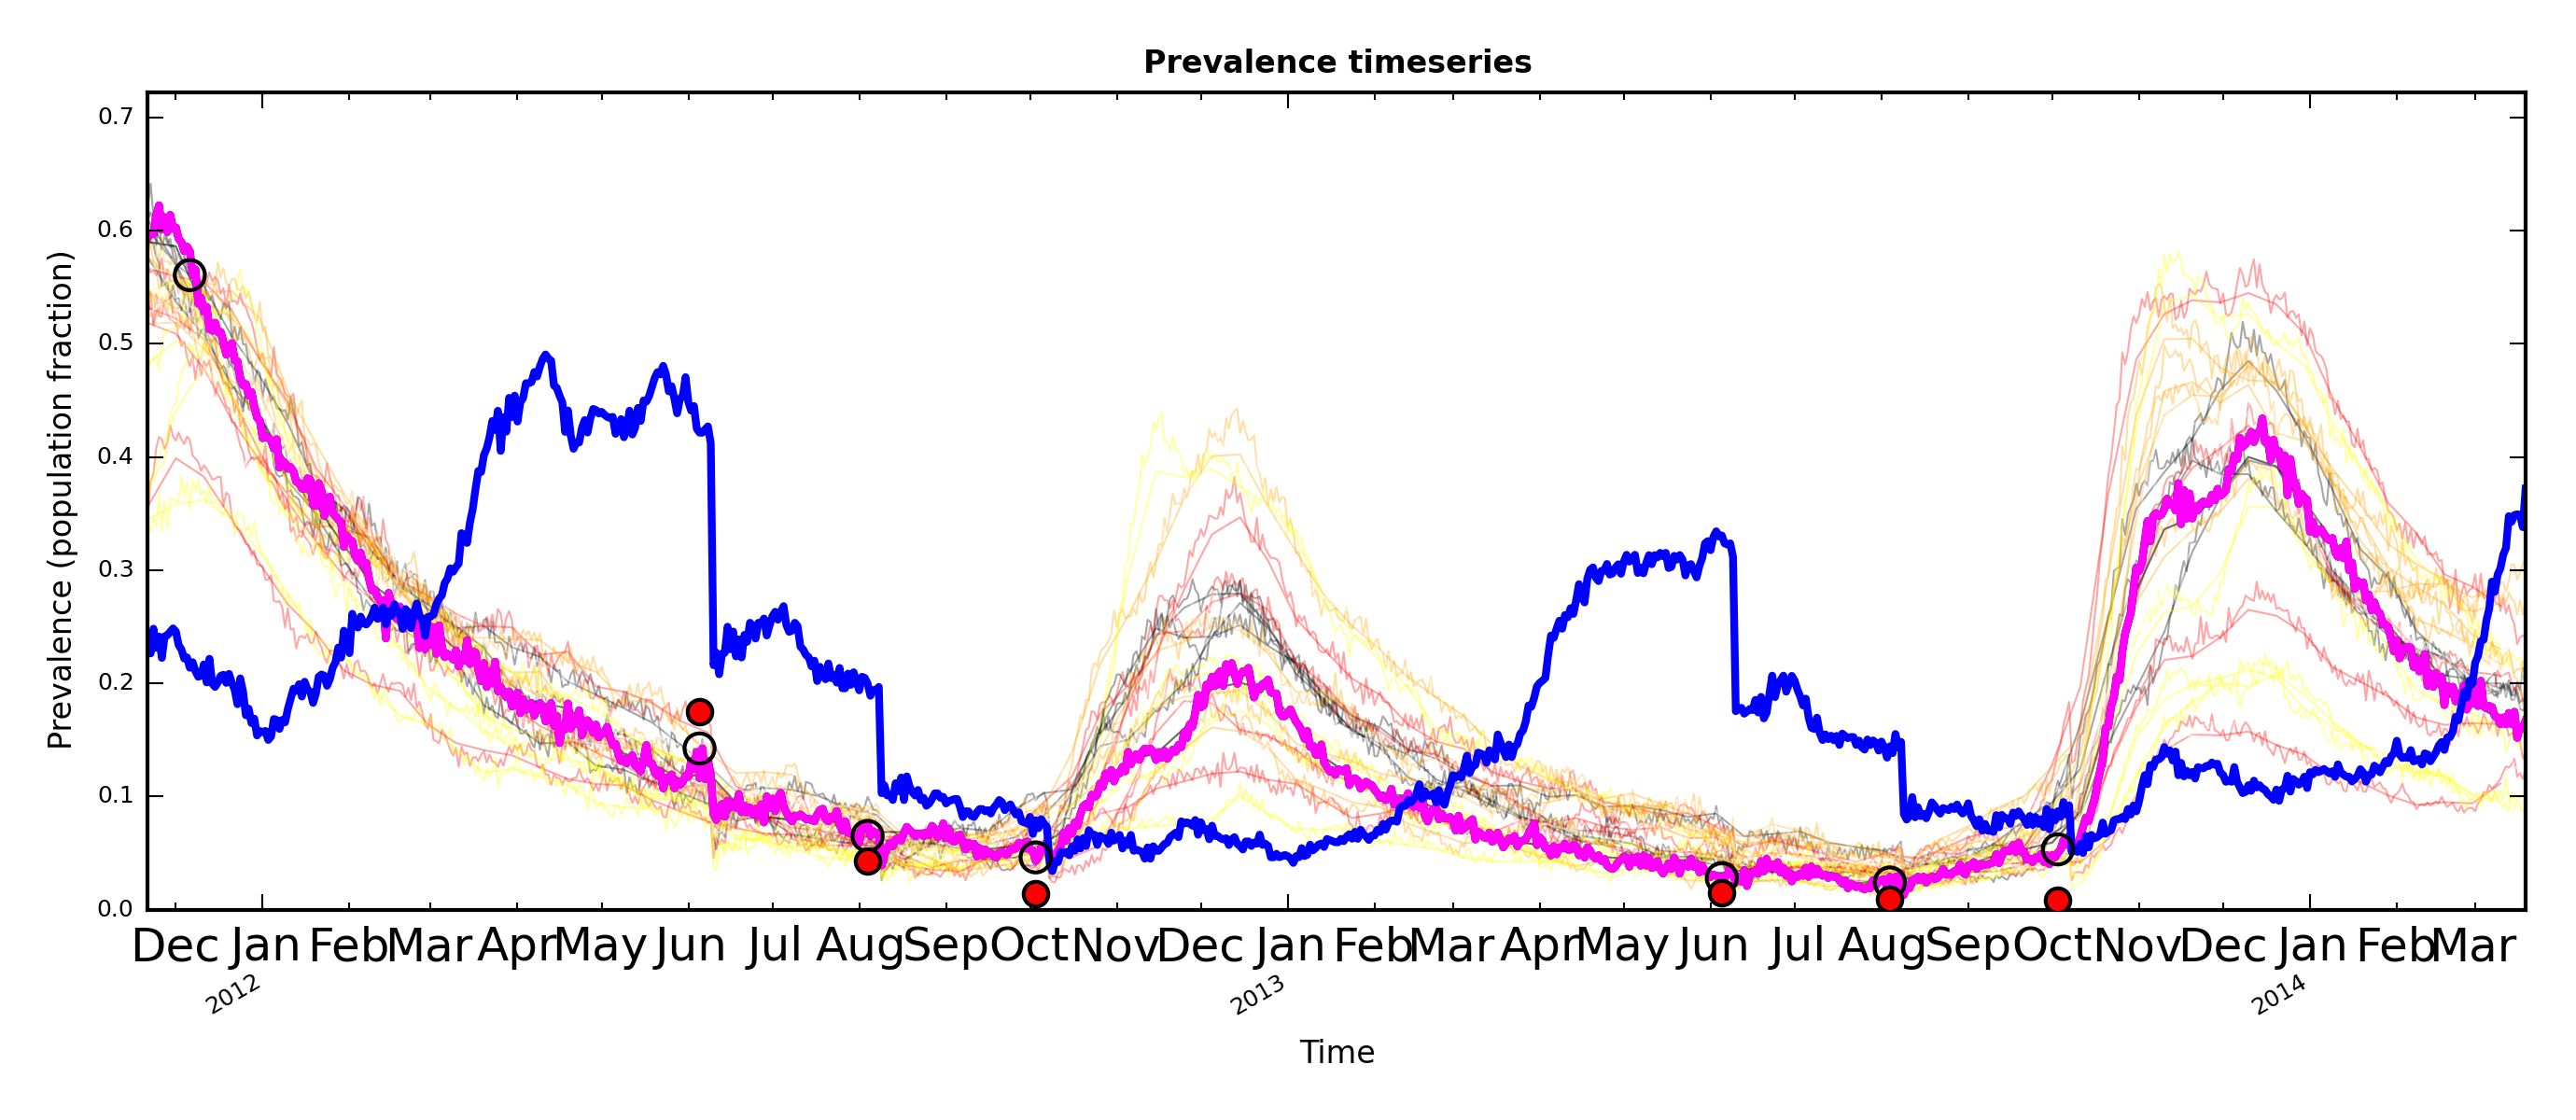 Prevalence timeseries
Prevalence (population fraction)
0.7
0.6
0.5
0.4
0.3
0.2
0.1
0.0
Dec Jan Feb Mar Apr May Jun Jul Aug Sep Oct Nov Dec Jan Feb Mar Apr May Jun Jul Aug Sep Oct Nov Dec Jan Feb Mar
2012 2013 2014
Time